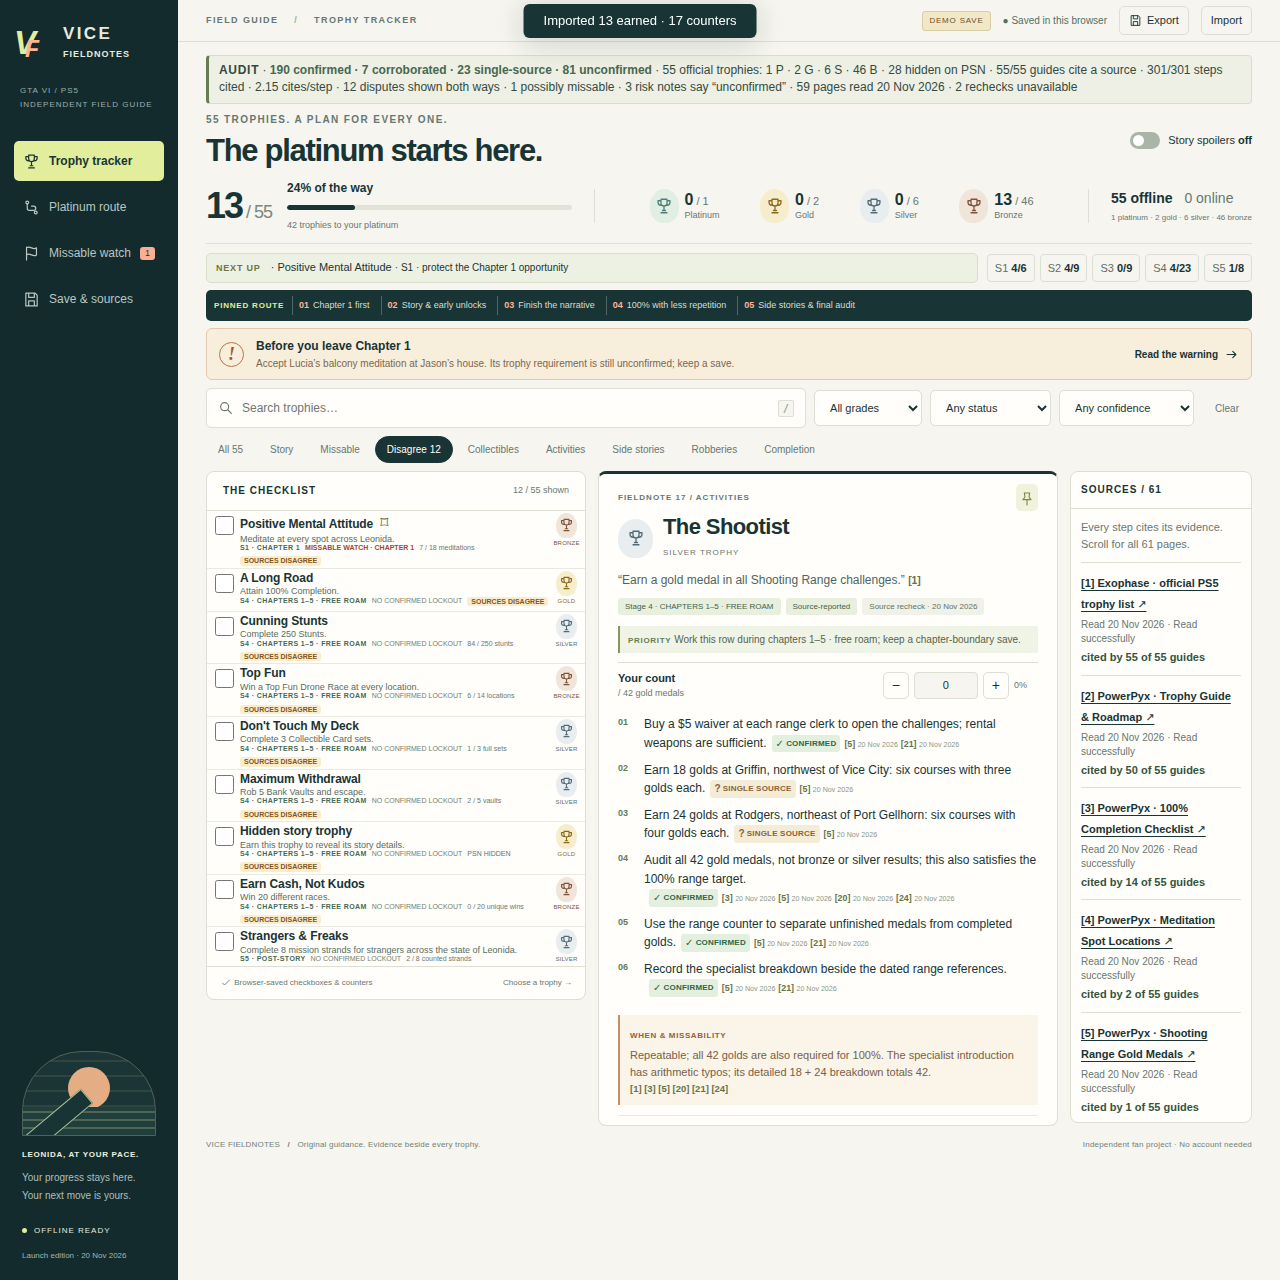 VICE
FIELDNOTES
GTA VI / PS5
INDEPENDENT FIELD GUIDE
Trophy tracker
Platinum route
Missable watch 1
Save & sources
LEONIDA, AT YOUR PACE.
Your progress stays here.
Your next move is yours.
OFFLINE READY
Launch edition · 20 Nov 2026
FIELD GUIDE / TROPHY TRACKER
Imported 13 earned · 17 counters
DEMO SAVE
Saved in this browser
Export
Import
AUDIT · 190 confirmed · 7 corroborated · 23 single-source · 81 unconfirmed · 55 official trophies: 1 P · 2 G · 6 S · 46 B · 28 hidden on PSN · 55/55 guides cite a source · 301/301 steps
cited · 2.15 cites/step · 12 disputes shown both ways · 1 possibly missable · 3 risk notes say “unconfirmed” · 59 pages read 20 Nov 2026 · 2 rechecks unavailable
55 TROPHIES. A PLAN FOR EVERY ONE.
The platinum starts here.
Story spoilers off
13 / 55
24% of the way
42 trophies to your platinum
0 / 1
Platinum
0 / 2
Gold
0 / 6
Silver
13 / 46
Bronze
55 offline 0 online
1 platinum · 2 gold · 6 silver · 46 bronze
NEXT UP · Positive Mental Attitude · S1 · protect the Chapter 1 opportunity
S1 4/6
S2 4/9
S3 0/9
S4 4/23
S5 1/8
PINNED ROUTE 01 Chapter 1 first 02 Story & early unlocks 03 Finish the narrative 04 100% with less repetition 05 Side stories & final audit
!
Before you leave Chapter 1
Accept Lucia’s balcony meditation at Jason’s house. Its trophy requirement is still unconfirmed; keep a save.
Read the warning →
Search trophies…
/
All grades
Any status
Any confidence
Clear
All 55
Story
Missable
Disagree 12
Collectibles
Activities
Side stories
Robberies
Completion
THE CHECKLIST
12 / 55 shown
Positive Mental Attitude
Meditate at every spot across Leonida.
S1 · CHAPTER 1 MISSABLE WATCH · CHAPTER 1 7 / 18 meditations
SOURCES DISAGREE
BRONZE
A Long Road
Attain 100% Completion.
S4 · CHAPTERS 1–5 · FREE ROAM NO CONFIRMED LOCKOUT SOURCES DISAGREE
GOLD
Cunning Stunts
Complete 250 Stunts.
S4 · CHAPTERS 1–5 · FREE ROAM NO CONFIRMED LOCKOUT 84 / 250 stunts
SOURCES DISAGREE
SILVER
Top Fun
Win a Top Fun Drone Race at every location.
S4 · CHAPTERS 1–5 · FREE ROAM NO CONFIRMED LOCKOUT 6 / 14 locations
SOURCES DISAGREE
BRONZE
Don't Touch My Deck
Complete 3 Collectible Card sets.
S4 · CHAPTERS 1–5 · FREE ROAM NO CONFIRMED LOCKOUT 1 / 3 full sets
SOURCES DISAGREE
SILVER
Maximum Withdrawal
Rob 5 Bank Vaults and escape.
S4 · CHAPTERS 1–5 · FREE ROAM NO CONFIRMED LOCKOUT 2 / 5 vaults
SOURCES DISAGREE
SILVER
Hidden story trophy
Earn this trophy to reveal its story details.
S4 · CHAPTERS 1–5 · FREE ROAM NO CONFIRMED LOCKOUT PSN HIDDEN
SOURCES DISAGREE
GOLD
Earn Cash, Not Kudos
Win 20 different races.
S4 · CHAPTERS 1–5 · FREE ROAM NO CONFIRMED LOCKOUT 0 / 20 unique wins
SOURCES DISAGREE
BRONZE
Strangers & Freaks
Complete 8 mission strands for strangers across the state of Leonida.
S5 · POST-STORY NO CONFIRMED LOCKOUT 2 / 8 counted strands
SILVER
Browser-saved checkboxes & counters
Choose a trophy →
FIELDNOTE 17 / ACTIVITIES
The Shootist
SILVER TROPHY
“Earn a gold medal in all Shooting Range challenges.” [1]
Stage 4 · CHAPTERS 1–5 · FREE ROAM
Source-reported
Source recheck · 20 Nov 2026
PRIORITY Work this row during chapters 1–5 · free roam; keep a chapter-boundary save.
Your count
/ 42 gold medals
− 0 + 0%
01 Buy a $5 waiver at each range clerk to open the challenges; rental
weapons are sufficient. ✓ CONFIRMED [5] 20 Nov 2026 [21] 20 Nov 2026
02 Earn 18 golds at Griffin, northwest of Vice City: six courses with three
golds each. ? SINGLE SOURCE [5] 20 Nov 2026
03 Earn 24 golds at Rodgers, northeast of Port Gellhorn: six courses with
four golds each. ? SINGLE SOURCE [5] 20 Nov 2026
04 Audit all 42 gold medals, not bronze or silver results; this also satisfies the
100% range target.
✓ CONFIRMED [3] 20 Nov 2026 [5] 20 Nov 2026 [20] 20 Nov 2026 [24] 20 Nov 2026
05 Use the range counter to separate unfinished medals from completed
golds. ✓ CONFIRMED [5] 20 Nov 2026 [21] 20 Nov 2026
06 Record the specialist breakdown beside the dated range references.
✓ CONFIRMED [5] 20 Nov 2026 [21] 20 Nov 2026
WHEN & MISSABILITY
Repeatable; all 42 golds are also required for 100%. The specialist introduction
has arithmetic typos; its detailed 18 + 24 breakdown totals 42.
[1] [3] [5] [20] [21] [24]
SOURCES / 61
Every step cites its evidence.
Scroll for all 61 pages.
[1] Exophase · official PS5
trophy list ↗
Read 20 Nov 2026 · Read
successfully
cited by 55 of 55 guides
[2] PowerPyx · Trophy Guide
& Roadmap ↗
Read 20 Nov 2026 · Read
successfully
cited by 50 of 55 guides
[3] PowerPyx · 100%
Completion Checklist ↗
Read 20 Nov 2026 · Read
successfully
cited by 14 of 55 guides
[4] PowerPyx · Meditation
Spot Locations ↗
Read 20 Nov 2026 · Read
successfully
cited by 2 of 55 guides
[5] PowerPyx · Shooting
Range Gold Medals ↗
Read 20 Nov 2026 · Read
successfully
cited by 1 of 55 guides
VICE FIELDNOTES / Original guidance. Evidence beside every trophy.
Independent fan project · No account needed